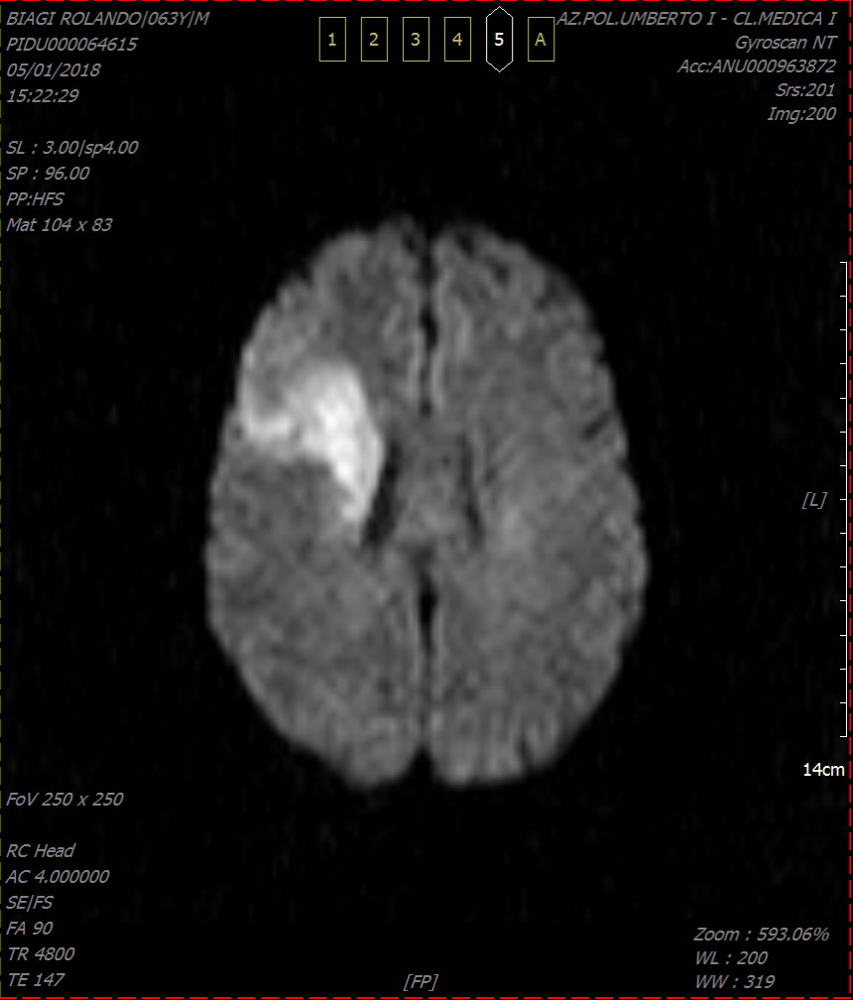 BIAGI ROLANDO|063Y|M
PIDU000064615
05/01/2018
15:22:29
1 2 3 4 5 A
AZ.POL.UMBERTO I - CL.MEDICA I
Gyroscan NT
Acc:ANU000963872
Srs:201
Img:200
SL : 3.00|sp4.00
SP : 96.00
PP:HFS
Mat 104 x 83
[L]
14cm
FoV 250 x 250
RC Head
AC 4.000000
SE|FS
FA 90
TR 4800
TE 147
[FP]
Zoom : 593.06%
WL : 200
WW : 319